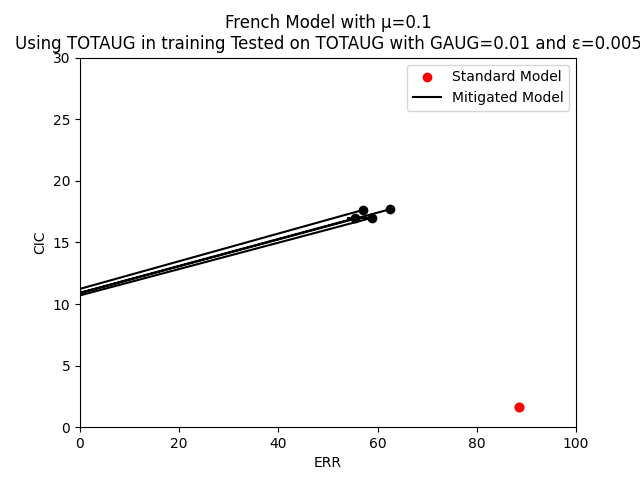 French Model with μ=0.1
Using TOTAUG in training Tested on TOTAUG with GAUG=0.01 and ε=0.005
Standard Model
Mitigated Model
30
25
20
15
10
5
0
CIC
0 20 40 60 80 100
ERR